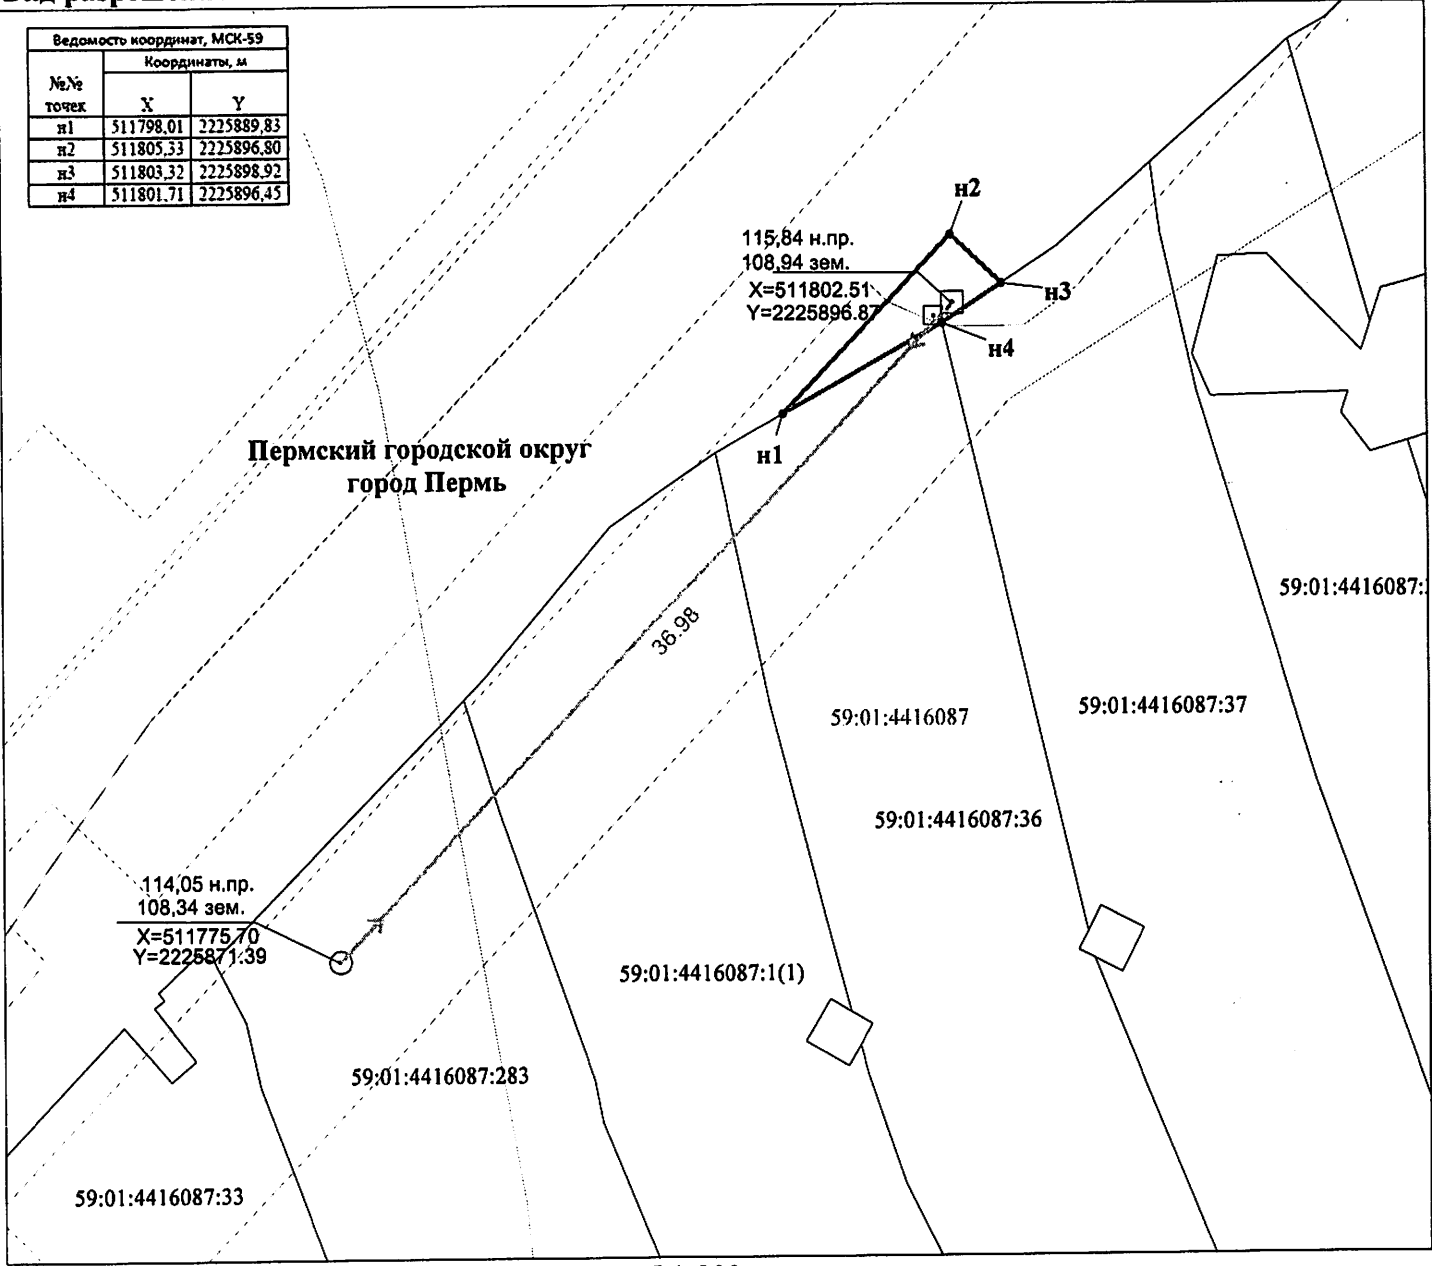 Ведомость координат, МСК-59
№№ точек
Координаты, м
X Y
н1 511798,01 2225889,83
н2 511805,33 2225896,80
н3 511803,32 2225898,92
н4 511801,71 2225896,45
н2
115,84 н.пр.
108,94 зем.
X=511802.51
Y=2225896.87
н3
н4
н1
Пермский городской округ
город Пермь
59:01:4416087:
36.98
59:01:4416087
59:01:4416087:37
59:01:4416087:36
114,05 н.пр.
108,34 зем.
X=511775.70
Y=2225871.39
59:01:4416087:1(1)
59:01:4416087:283
59:01:4416087:33